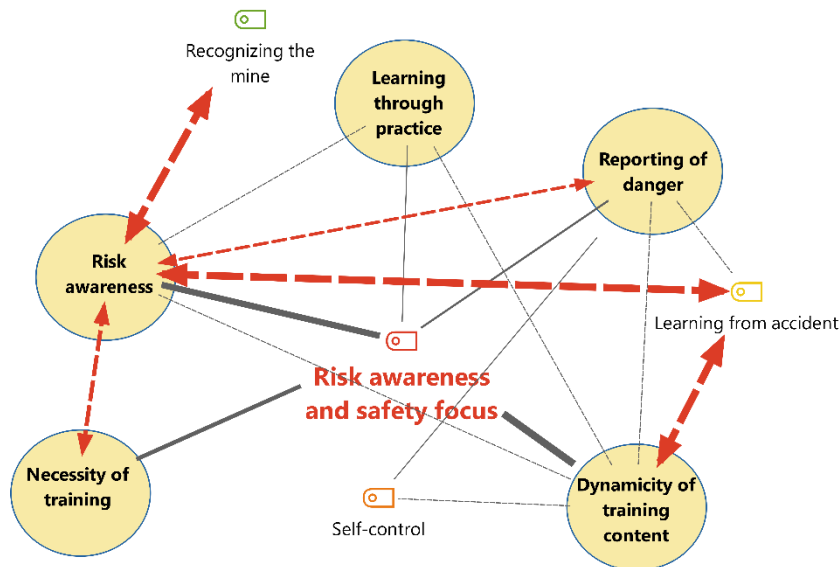 Recognizing the
mine
Learning
through
practice
Reporting of
danger
Risk
awareness
Learning from accident
Risk awareness
and safety focus
Necessity of
training
Self-control
Dynamicity of
training
content